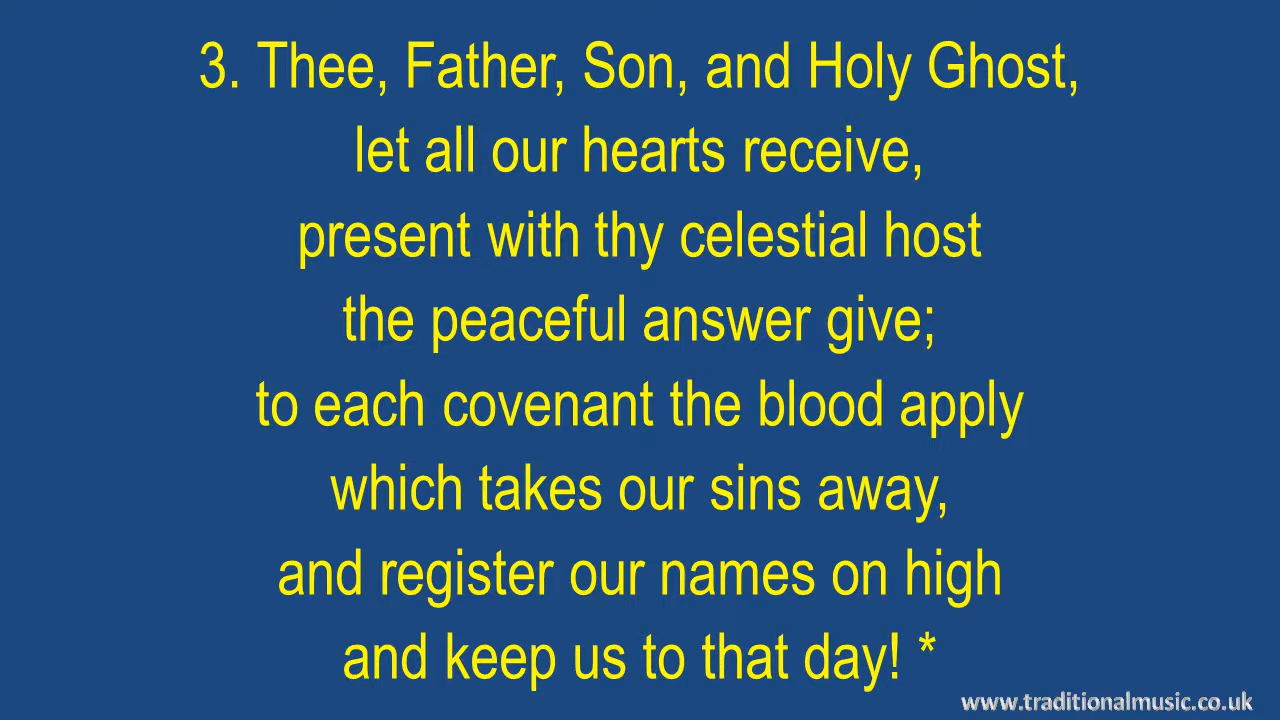 3. Thee, Father, Son, and Holy Ghost,
let all our hearts receive,
present with thy celestial host
the peaceful answer give;
to each covenant the blood apply
which takes our sins away,
and register our names on high
and keep us to that day! *
www.traditionalmusic.co.uk